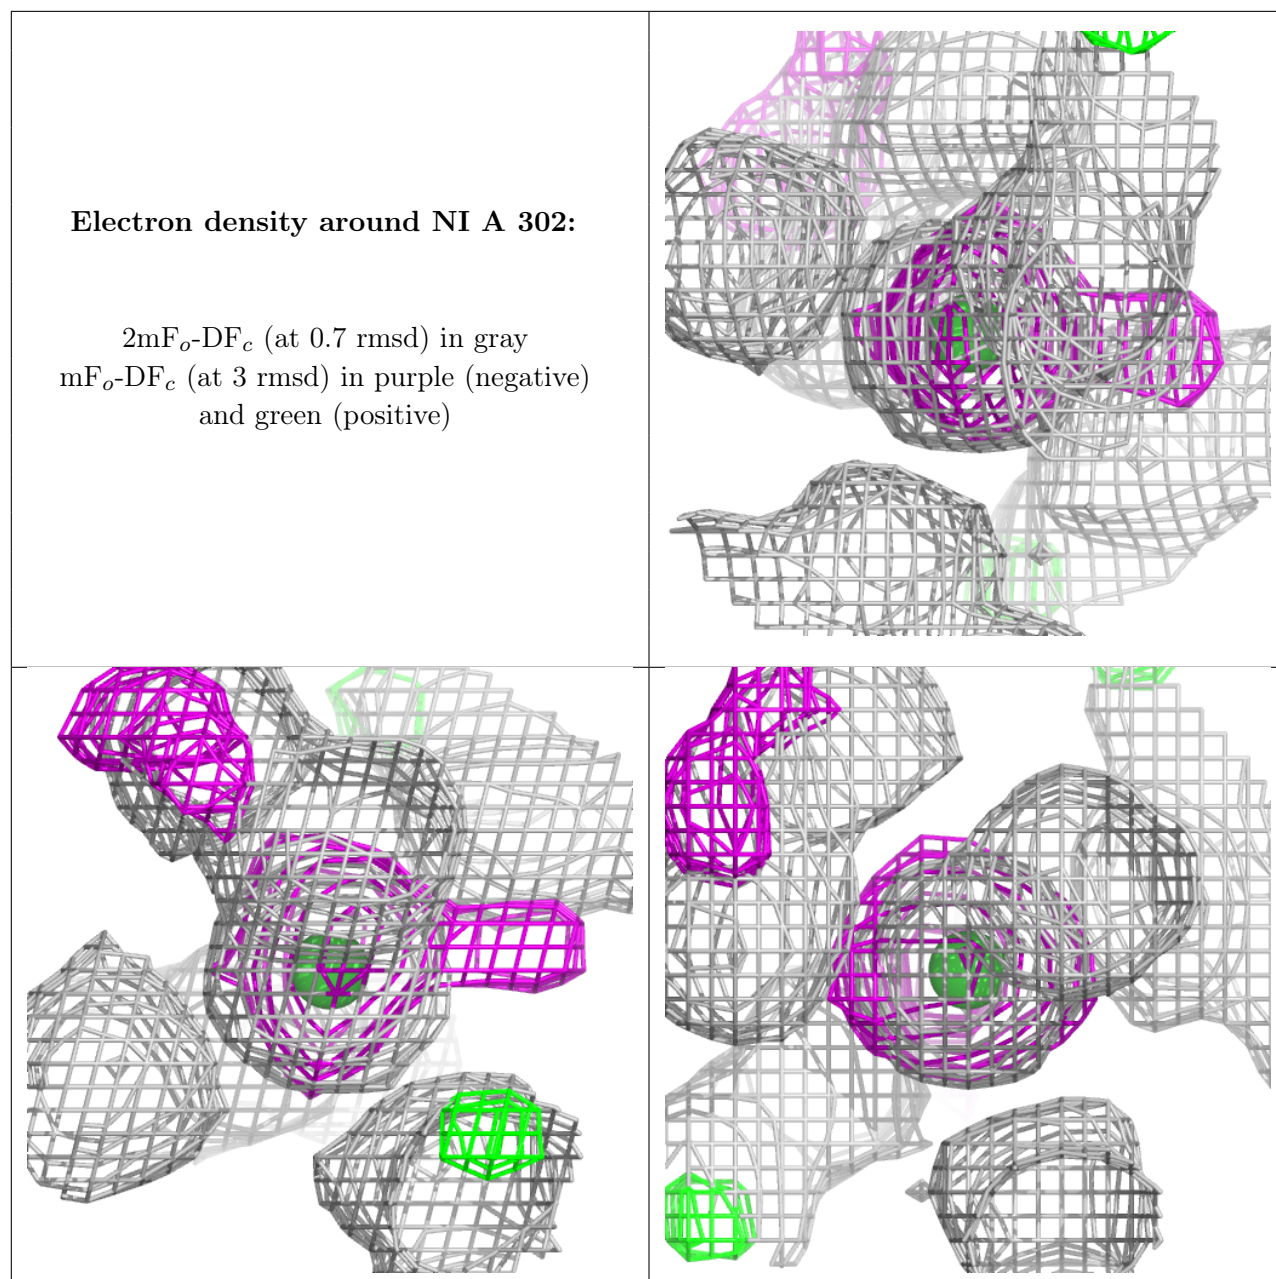 Electron density around NI A 302:
2mFo-DFc (at 0.7 rmsd) in gray
mFo-DFc (at 3 rmsd) in purple (negative)
and green (positive)